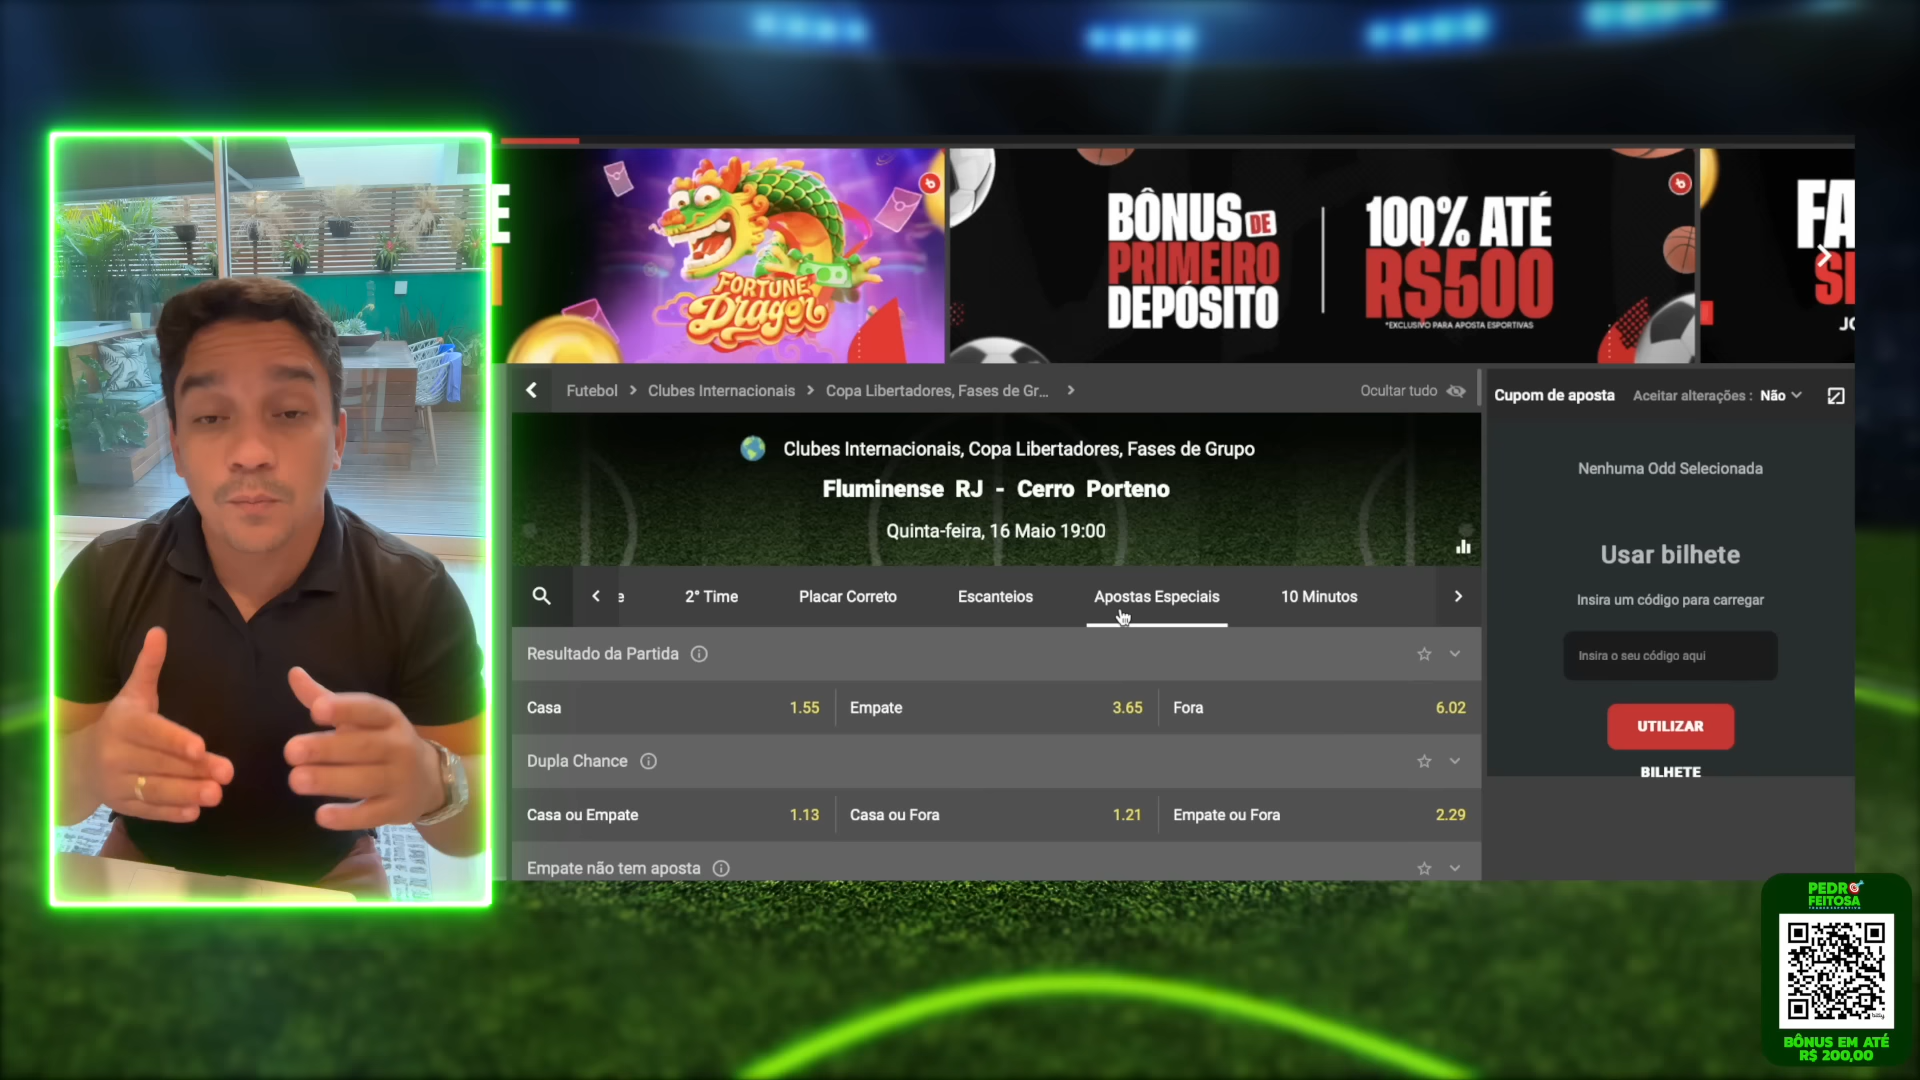 E
FORTUNE
Dragon
BÔNUS DE
PRIMEIRO
DEPÓSITO
100% ATÉ
R$500
*EXCLUSIVO PARA APOSTA ESPORTIVAS
FA
Futebol > Clubes Internacionais > Copa Libertadores, Fases de Gr... >
Ocultar tudo
Clubes Internacionais, Copa Libertadores, Fases de Grupo
Fluminense RJ - Cerro Porteno
Quinta-feira, 16 Maio 19:00
e
2° Time
Placar Correto
Escanteios
Apostas Especiais
10 Minutos
Resultado da Partida
Casa 1.55
Empate 3.65
Fora 6.02
Dupla Chance
Casa ou Empate 1.13
Casa ou Fora 1.21
Empate ou Fora 2.29
Empate não tem aposta
Cupom de aposta
Aceitar alterações : Não
Nenhuma Odd Selecionada
Usar bilhete
Insira um código para carregar
Insira o seu código aqui
UTILIZAR
BILHETE
PEDRO
FEITOSA
BÔNUS EM ATÉ
R$ 200,00